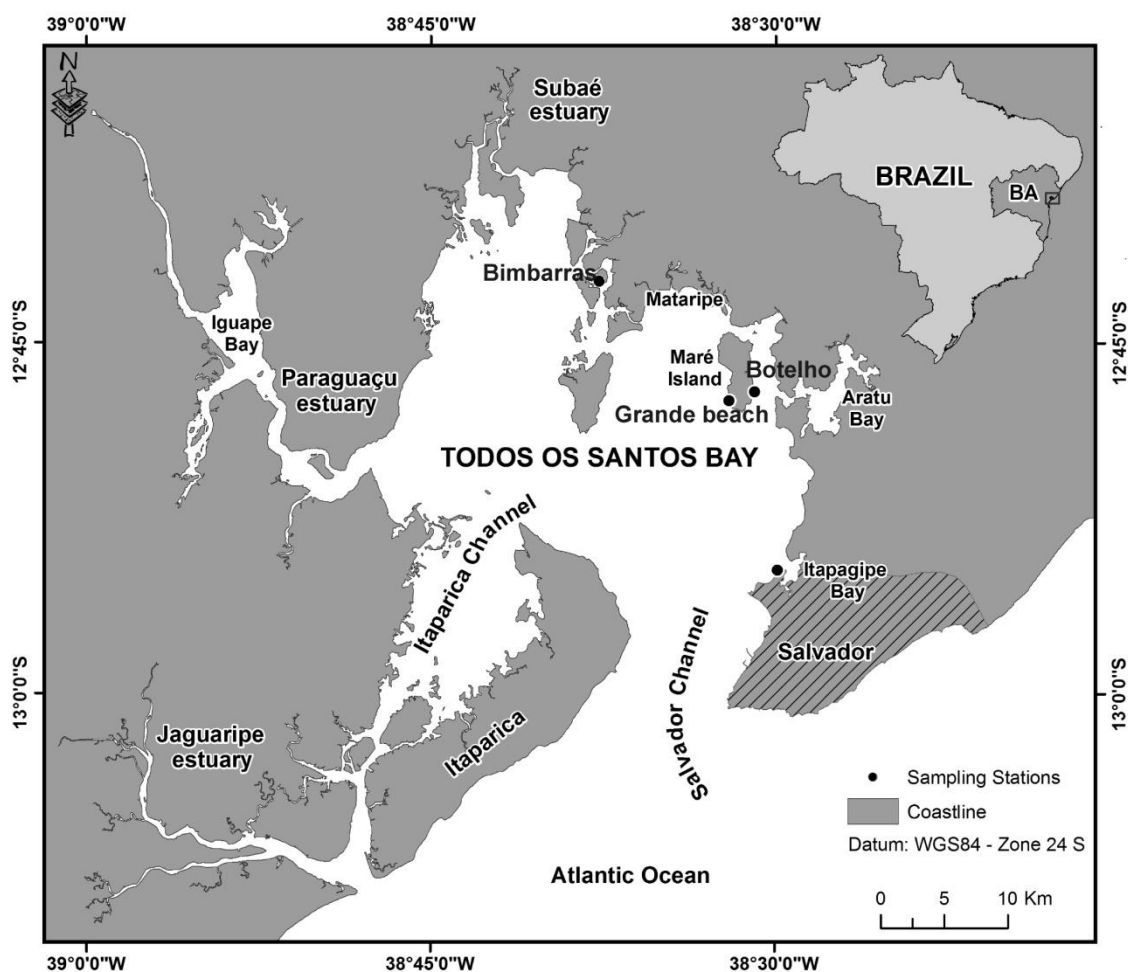 39°0'0"W
38°45'0"W
38°30'0"W
N
Subaé
estuary
BRAZIL
BA
Bimbarras
Mataripe
12°45'0"S
12°45'0"S
Iguape
Bay
Maré
Island
Botelho
Paraguaçu
estuary
Grande beach
Aratu
Bay
TODOS OS SANTOS BAY
Itaparica Channel
Itapagipe
Bay
Salvador
Salvador Channel
13°0'0"S
13°0'0"S
Jaguaripe
estuary
Itaparica
Sampling Stations
Coastline
Datum: WGS84 - Zone 24 S
Atlantic Ocean
0 5 10 Km
39°0'0"W
38°45'0"W
38°30'0"W